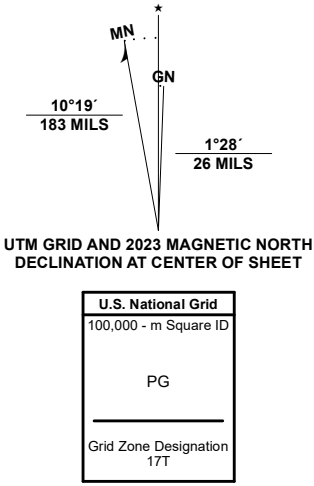 ★
MN
GN
10°19´
183 MILS
1°28´
26 MILS
UTM GRID AND 2023 MAGNETIC NORTH
DECLINATION AT CENTER OF SHEET
U.S. National Grid
100,000 - m Square ID
PG
Grid Zone Designation
17T